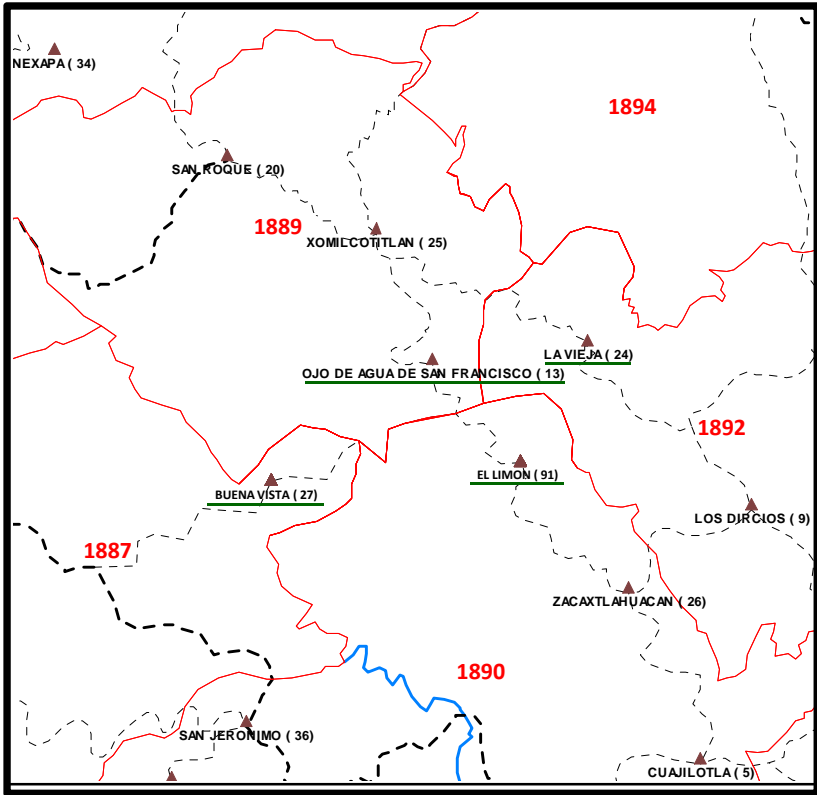 NEXAPA ( 34)
1894
SAN ROQUE ( 20)
1889
XOMILCOTITLAN ( 25)
LA VIEJA ( 24)
OJO DE AGUA DE SAN FRANCISCO ( 13)
1892
EL LIMON ( 91)
BUENA VISTA ( 27)
LOS DIRCIOS ( 9)
1887
ZACAXTLAHUACAN ( 26)
1890
SAN JERONIMO ( 36)
CUAJILOTLA ( 5)